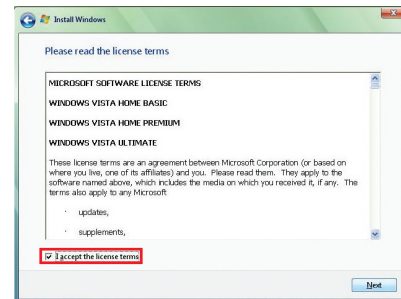 Install Windows
Please read the license terms
MICROSOFT SOFTWARE LICENSE TERMS
WINDOWS VISTA HOME BASIC
WINDOWS VISTA HOME PREMIUM
WINDOWS VISTA ULTIMATE
These license terms are an agreement between Microsoft Corporation (or based on
where you live, one of its affiliates) and you. Please read them. They apply to the
software named above, which includes the media on which you received it, if any. The
terms also apply to any Microsoft
· updates,
· supplements,
I accept the license terms
Next